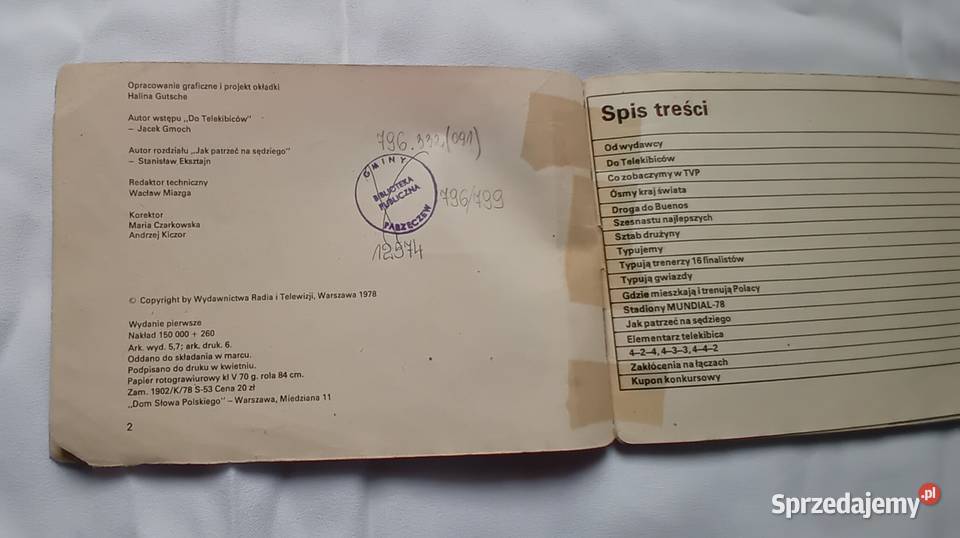 Opracowanie graficzne i projekt okładki
Halina Gutsche
Autor wstępu „Do Telekibiców”
– Jacek Gmoch
Autor rozdziału „Jak patrzeć na sędziego”
– Stanisław Eksztajn
Redaktor techniczny
Wacław Miazga
Korektor
Maria Czarkowska
Andrzej Kiczor
796.332.(091)
GMINY
BIBLIOTEKA
PUBLICZNA
PARZĘCZEW
796/799
12974
© Copyright by Wydawnictwa Radia i Telewizji, Warszawa 1978
Wydanie pierwsze
Nakład 150 000 + 260
Ark. wyd. 5,7; ark. druk. 6.
Oddano do składania w marcu.
Podpisano do druku w kwietniu.
Papier rotograwiurowy kl V 70 g. rola 84 cm.
Zam. 1902/K/78 S-53 Cena 20 zł
„Dom Słowa Polskiego” – Warszawa, Miedziana 11
2
Spis treści
Od wydawcy
Do Telekibiców
Co zobaczymy w TVP
Ósmy kraj świata
Droga do Buenos
Szesnastu najlepszych
Sztab drużyny
Typujemy
Typują trenerzy 16 finalistów
Typują gwiazdy
Gdzie mieszkają i trenują Polacy
Stadiony MUNDIAL-78
Jak patrzeć na sędziego
Elementarz telekibica
4–2–4, 4–3–3, 4–4–2
Zakłócenia na łączach
Kupon konkursowy
Sprzedajemy.pl